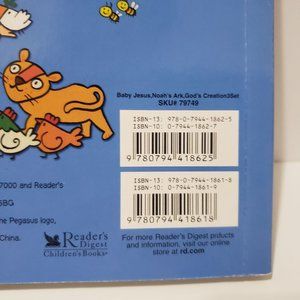 Baby Jesus,Noah's Ark,God's Creation3Set
SKU# 79749
ISBN-13: 978-0-7944-1862-5
ISBN-10: 0-7944-1862-7
9 780794 418625
7000 and Reader's
ISBN-13: 978-0-7944-1861-8
ISBN-10: 0-7944-1861-9
9 780794 418618
5BG
he Pegasus logo,
China.
Reader's
Digest
Children's Books®
For more Reader's Digest products
and information, visit our online
store at rd.com.